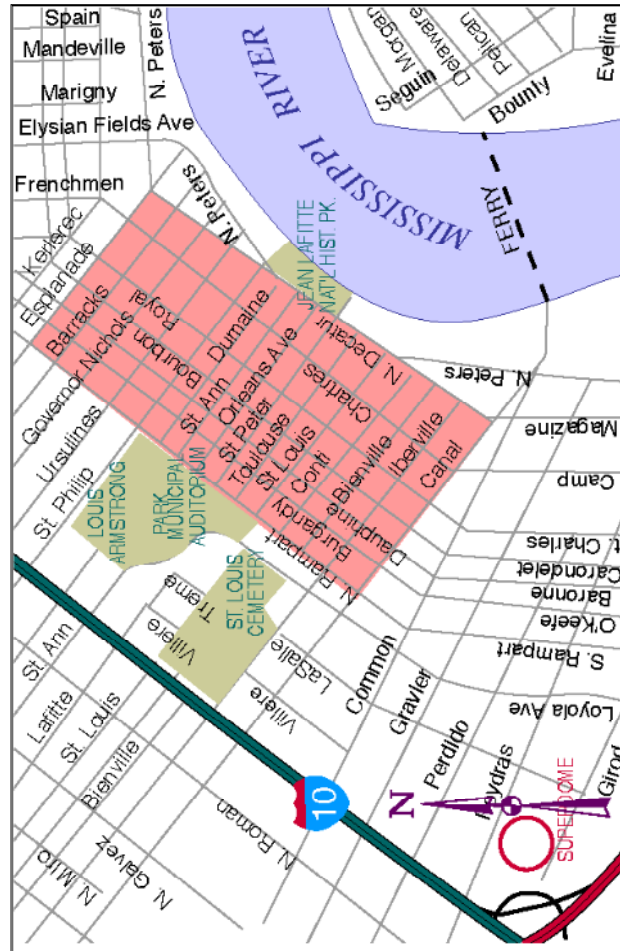 Spain
Mandeville
Marigny
Elysian Fields Ave
Frenchmen
N. Peters
Kerlerec
Esplanade
Barracks
Governor Nichols
Ursulines
St. Philip
N. Peters
Royal
Bourbon
Dumaine
St. Ann
Orleans Ave
St Peter
Toulouse
St Louis
Conti
Bienville
Iberville
Canal
Chartres
N. Decatur
Dauphine
Burgandy
N. Rampart
JEAN LAFITTE
NAT'L HIST. PK.
MISSISSIPPI RIVER
FERRY
Morgan
Delaware
Pelican
Seguin
Bounty
Evelina
N. Peters
Magazine
Camp
t. Charles
Carondelet
Baronne
O'Keefe
S. Rampart
Loyola Ave
LOUIS
ARMSTRONG
PARK
MUNICIPAL
AUDITORIUM
ST. LOUIS
CEMETERY
Treme
Villere
LaSalle
Villere
Common
Gravier
Perdido
Girod
St. Ann
Lafitte
St. Louis
Bienville
N. Roman
N. Galvez
N. Miro
10
N
SUPERDOME